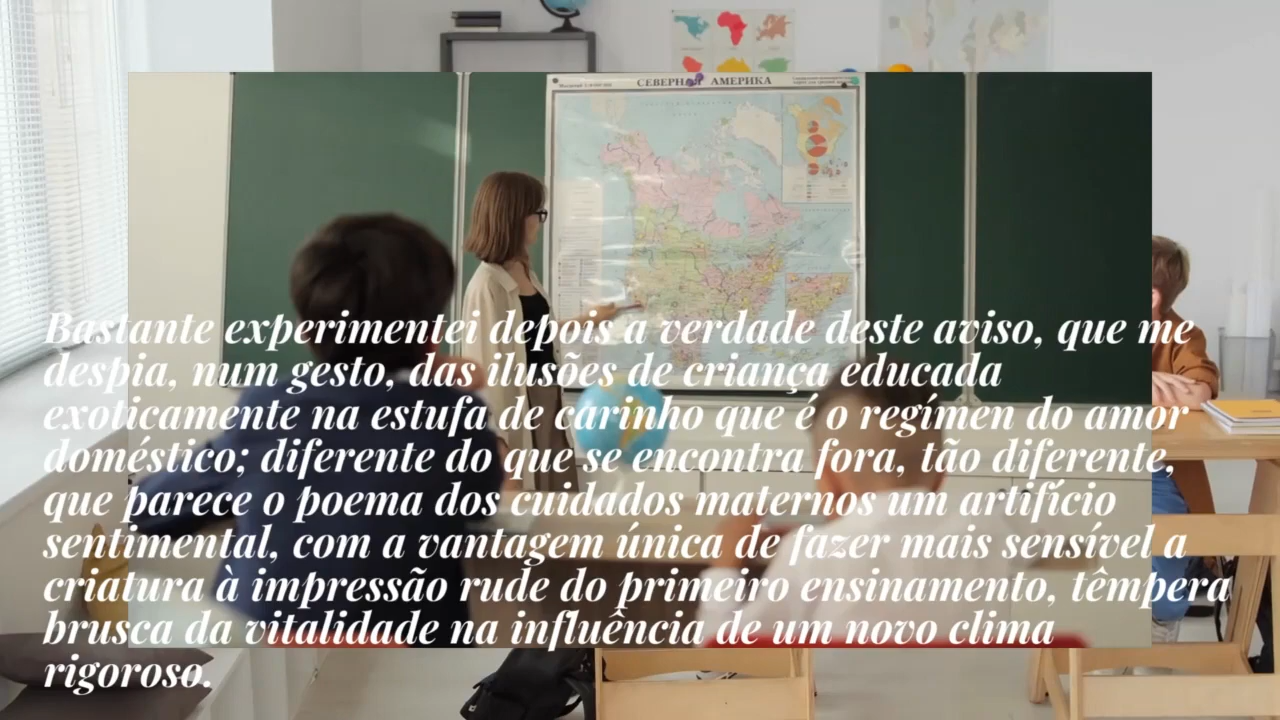 СЕВЕРНАЯ АМЕРИКА
Bastante experimentei depois a verdade deste aviso, que me
despia, num gesto, das ilusões de criança educada
exoticamente na estufa de carinho que é o regímen do amor
doméstico; diferente do que se encontra fora, tão diferente,
que parece o poema dos cuidados maternos um artifício
sentimental, com a vantagem única de fazer mais sensível a
criatura à impressão rude do primeiro ensinamento, têmpera
brusca da vitalidade na influência de um novo clima
rigoroso.